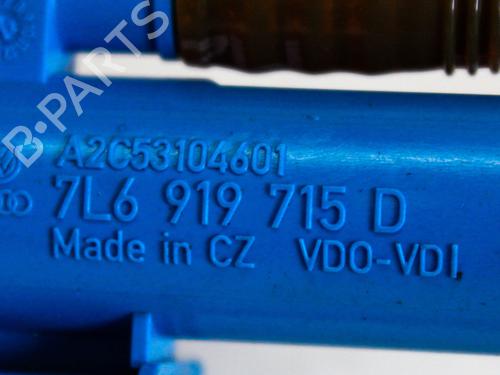 B-PARTS
A2C53104601
7L6 919 715 D
Made in CZ VDO-VDI